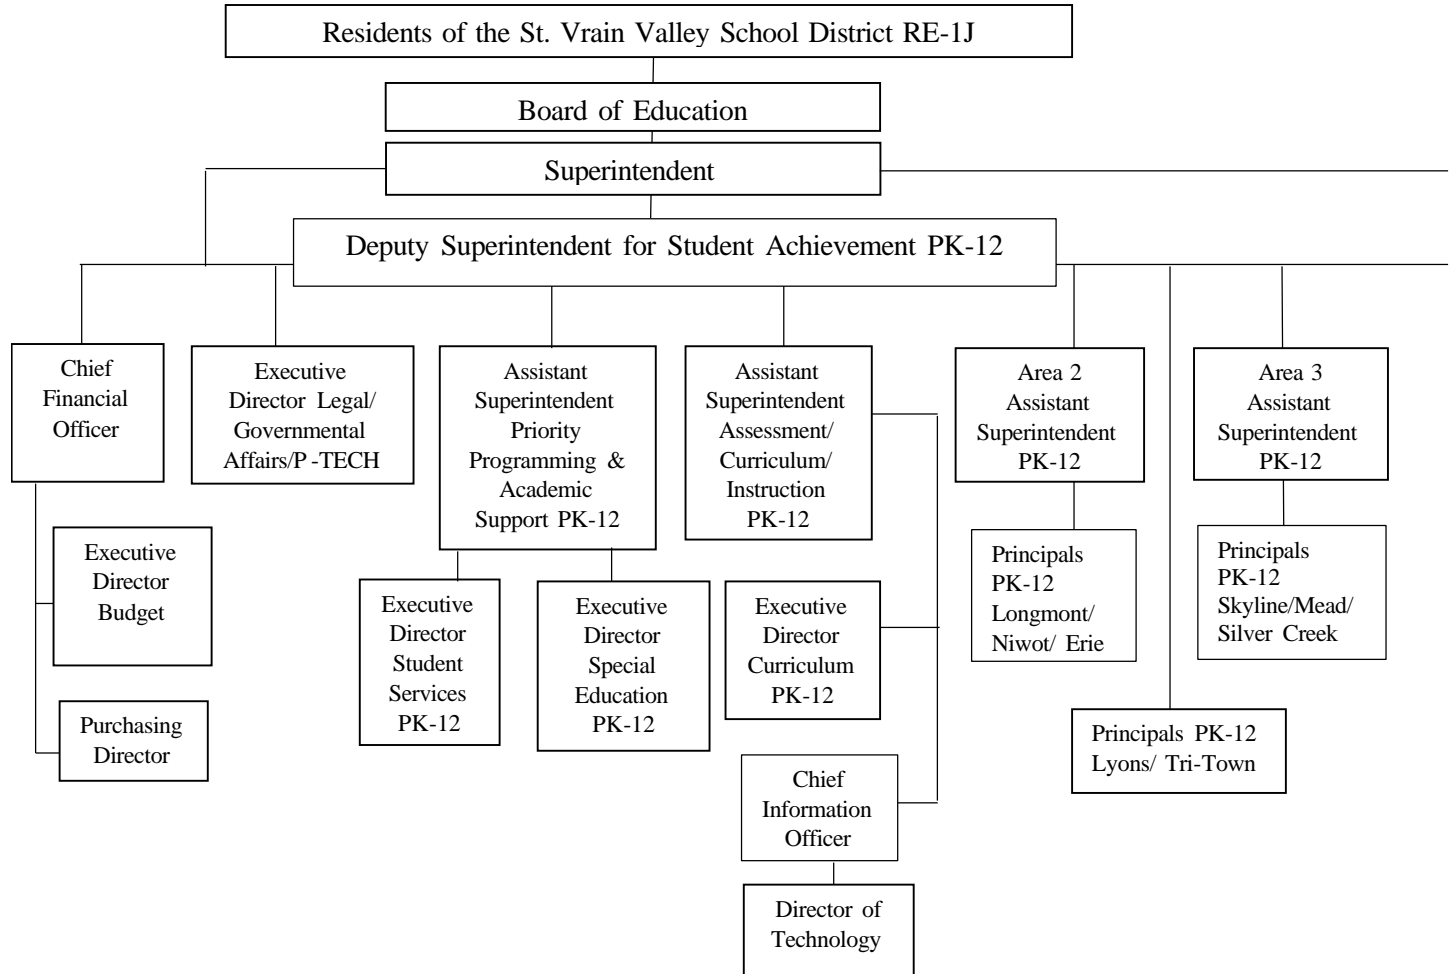 Residents of the St. Vrain Valley School District RE-1J
Board of Education
Superintendent
Deputy Superintendent for Student Achievement PK-12
Chief
Financial
Officer
Executive
Director Legal/
Governmental
Affairs/P -TECH
Assistant
Superintendent
Priority
Programming &
Academic
Support PK-12
Assistant
Superintendent
Assessment/
Curriculum/
Instruction
PK-12
Area 2
Assistant
Superintendent
PK-12
Area 3
Assistant
Superintendent
PK-12
Executive
Director
Budget
Purchasing
Director
Executive
Director
Student
Services
PK-12
Executive
Director
Special
Education
PK-12
Executive
Director
Curriculum
PK-12
Principals
PK-12
Longmont/
Niwot/ Erie
Principals
PK-12
Skyline/Mead/
Silver Creek
Principals PK-12
Lyons/ Tri-Town
Chief
Information
Officer
Director of
Technology